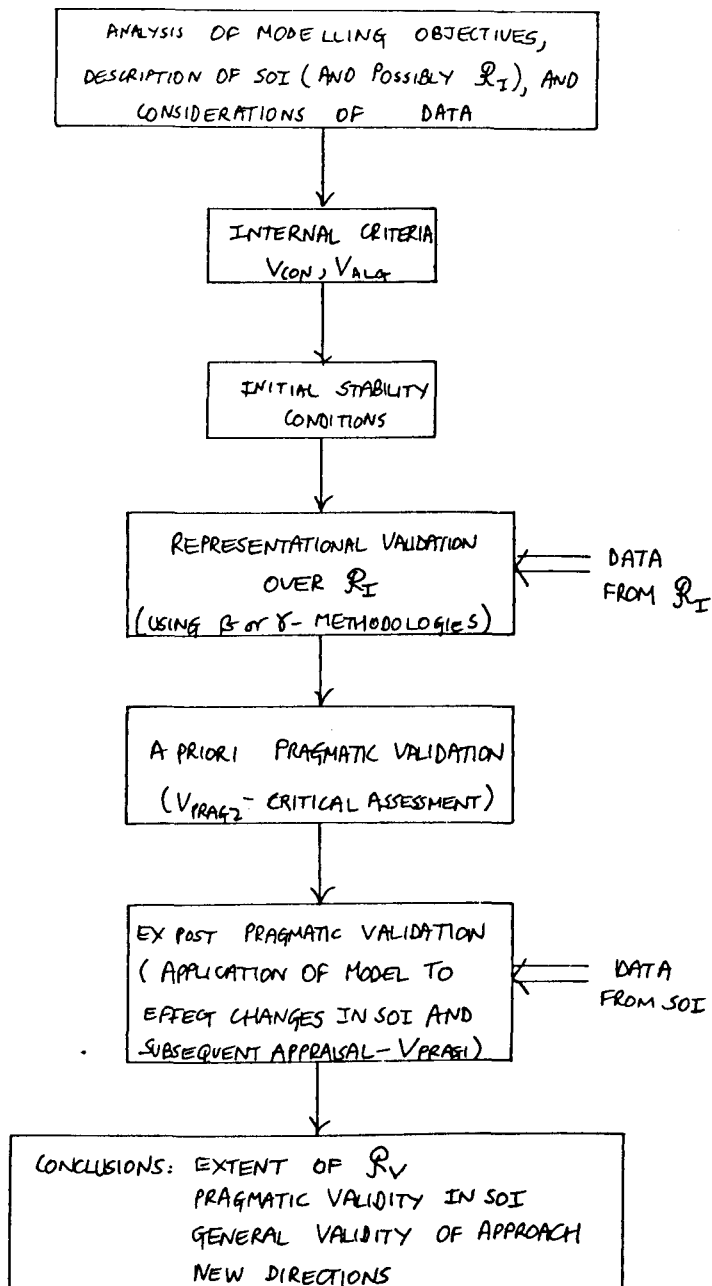 ANALYSIS OF MODELLING OBJECTIVES,
DESCRIPTION OF SOI (AND POSSIBLY ℛI), AND
CONSIDERATIONS OF DATA
INTERNAL CRITERIA
VCON, VALG
INITIAL STABILITY
CONDITIONS
REPRESENTATIONAL VALIDATION
OVER ℛI
(USING β- or γ- METHODOLOGIES)
DATA
FROM ℛI
A PRIORI PRAGMATIC VALIDATION
(VPRAG2 - CRITICAL ASSESSMENT)
EX POST PRAGMATIC VALIDATION
(APPLICATION OF MODEL TO
EFFECT CHANGES IN SOI AND
SUBSEQUENT APPRAISAL - VPRAG1)
DATA
FROM SOI
CONCLUSIONS: EXTENT OF ℛV
PRAGMATIC VALIDITY IN SOI
GENERAL VALIDITY OF APPROACH
NEW DIRECTIONS